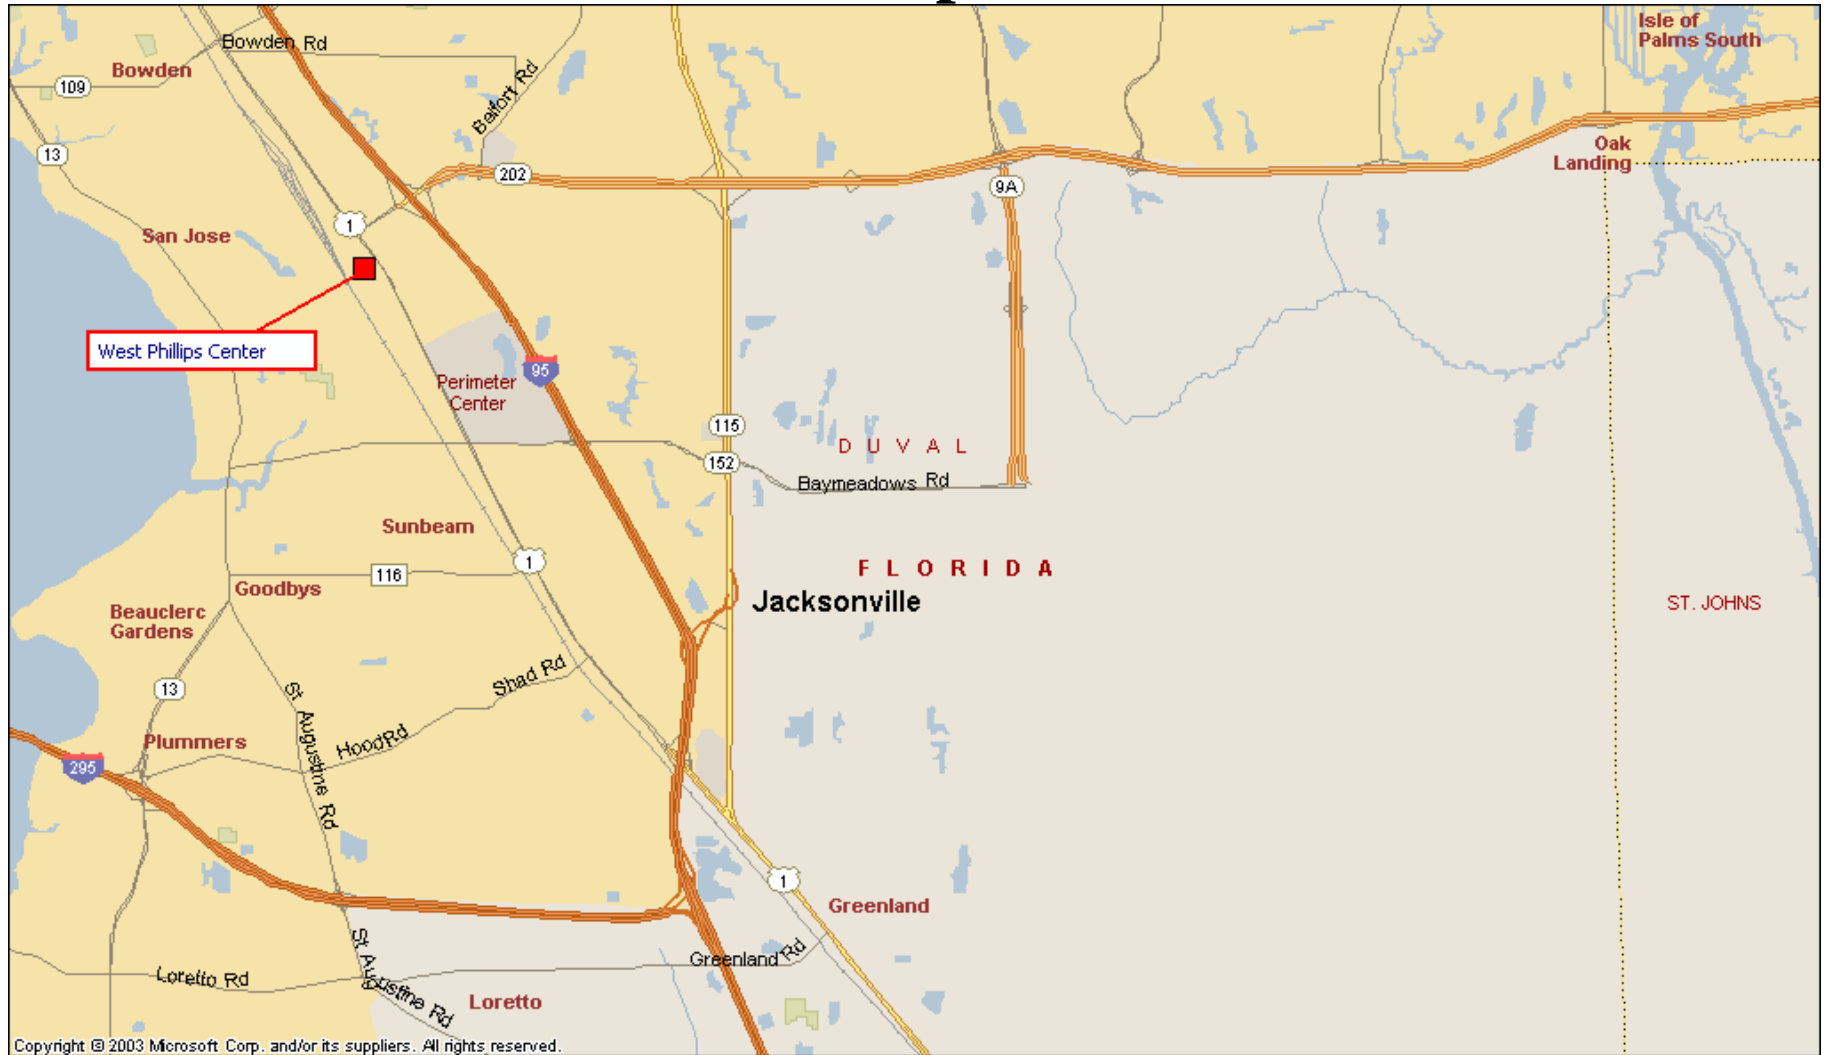 Isle of
Palms South
Bowden Rd
Bowden
Belfort Rd
109
13
Oak
Landing
202
9A
1
San Jose
West Phillips Center
95
Perimeter
Center
115
DUVAL
152
Baymeadows Rd
Sunbeam
1
FLORIDA
116
Goodbys
Jacksonville
ST. JOHNS
Beauclerc
Gardens
Shad Rd
13
St Augustine Rd
Hood Rd
Plummers
295
1
Greenland
St Augustine Rd
Greenland Rd
Loretto Rd
Loretto
Copyright © 2003 Microsoft Corp. and/or its suppliers. All rights reserved.